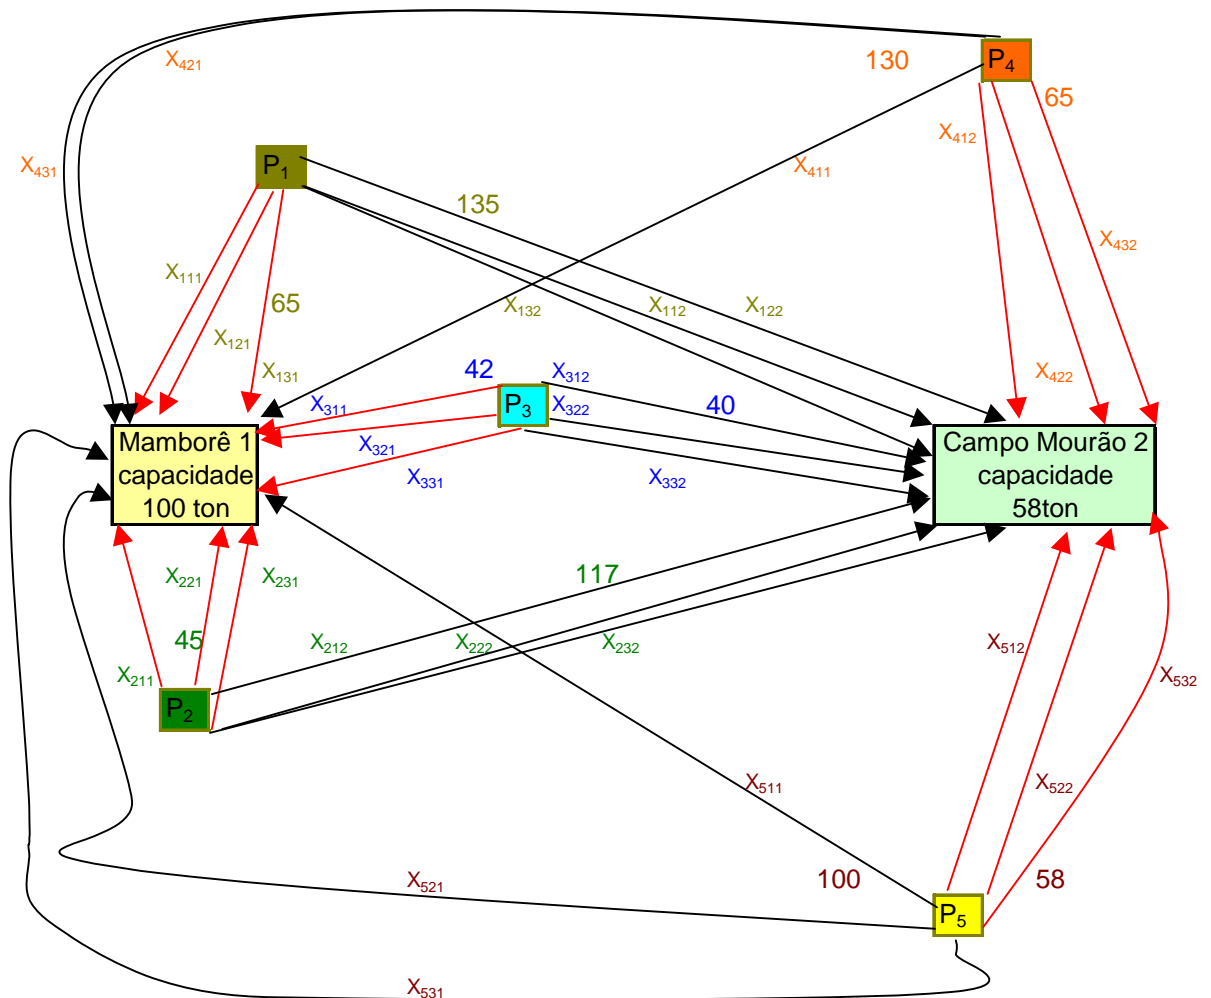 X421
130
P4
65
X412
X431
P1
X411
135
X432
X111
65
X132
X112
X122
X121
X131
42
X312
X422
X311
P3
X322
40
Mamborê 1
capacidade
100 ton
X321
X331
X332
Campo Mourão 2
capacidade
58ton
X221
X231
117
45
X212
X222
X232
X512
X211
P2
X532
X511
X522
X521
100
58
P5
X531